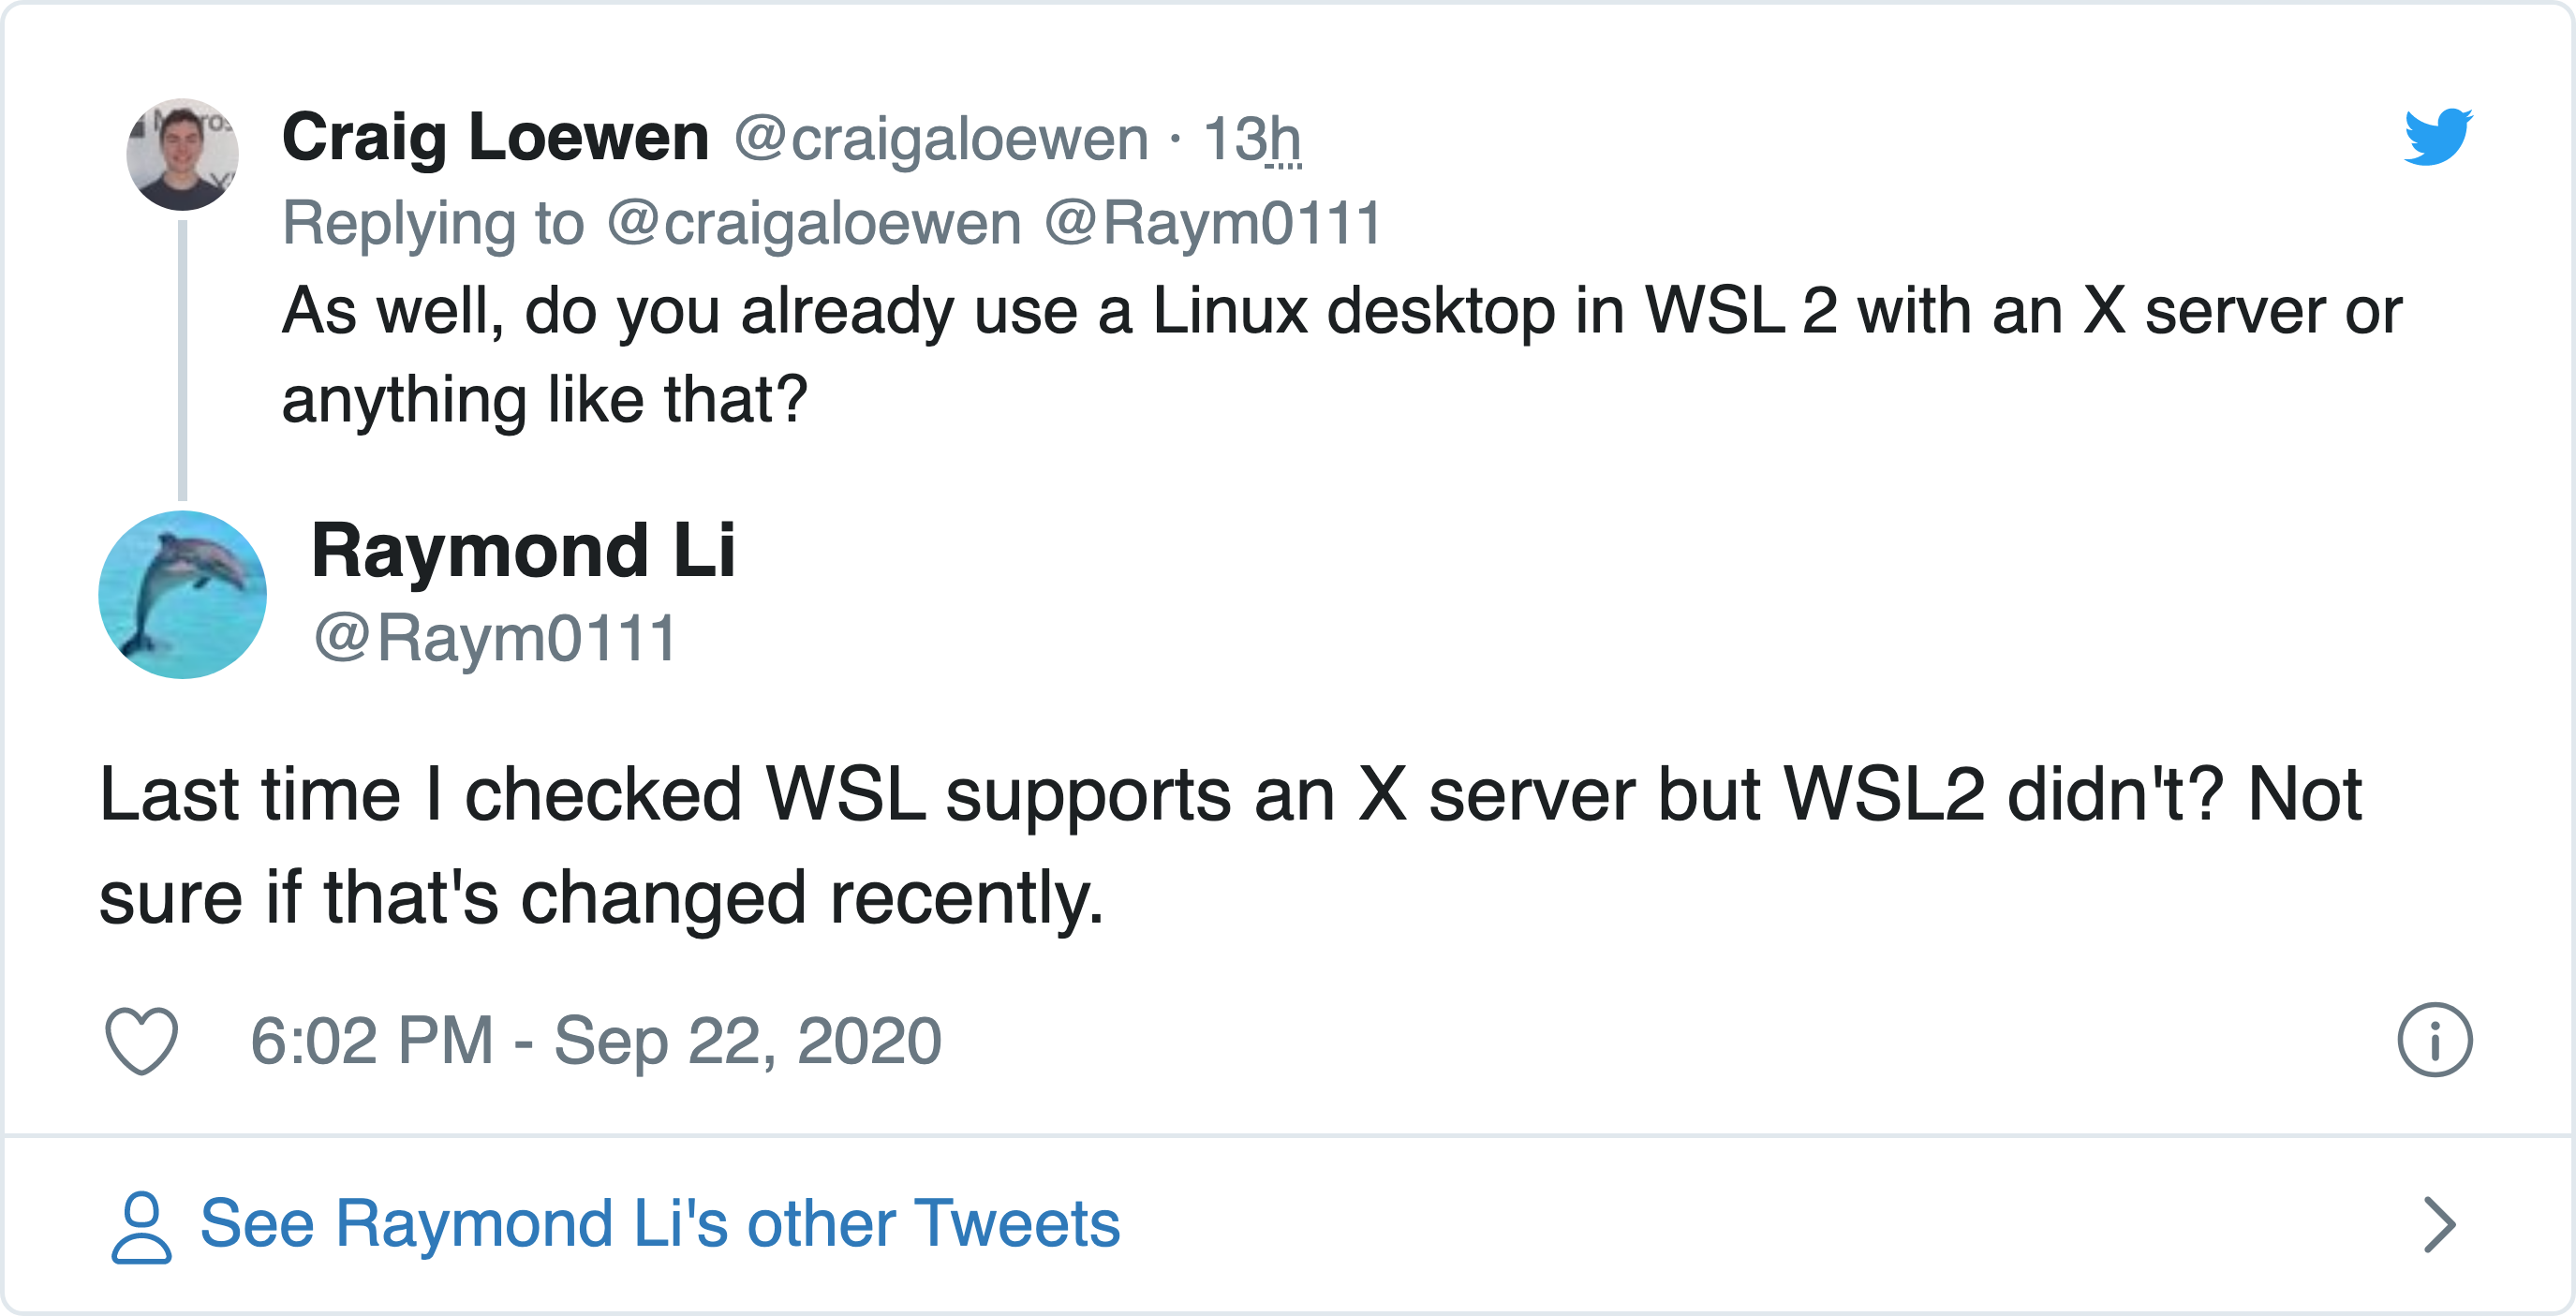 Craig Loewen @craigaloewen · 13h
Replying to @craigaloewen @Raym0111
As well, do you already use a Linux desktop in WSL 2 with an X server or
anything like that?
Raymond Li
@Raym0111
Last time I checked WSL supports an X server but WSL2 didn't? Not
sure if that's changed recently.
6:02 PM - Sep 22, 2020
See Raymond Li's other Tweets